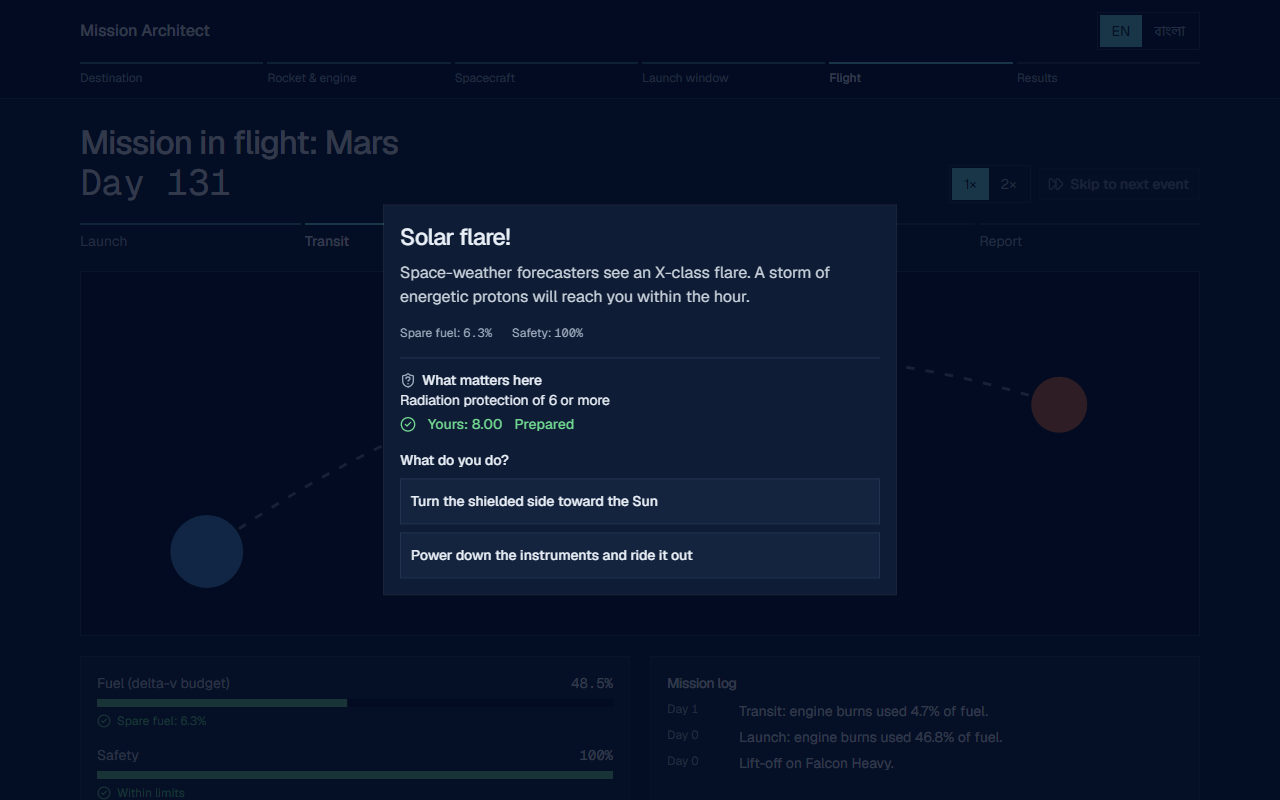 Mission Architect
EN
বাংলা
Destination
Rocket & engine
Spacecraft
Launch window
Flight
Results
Mission in flight: Mars
Day 131
1×
2×
Skip to next event
Launch
Transit
Report
Solar flare!
Space-weather forecasters see an X-class flare. A storm of
energetic protons will reach you within the hour.
Spare fuel: 6.3%
Safety: 100%
What matters here
Radiation protection of 6 or more
Yours: 8.00 Prepared
What do you do?
Turn the shielded side toward the Sun
Power down the instruments and ride it out
Fuel (delta-v budget)
48.5%
Spare fuel: 6.3%
Safety
100%
Within limits
Mission log
Day 1
Transit: engine burns used 4.7% of fuel.
Day 0
Launch: engine burns used 46.8% of fuel.
Day 0
Lift-off on Falcon Heavy.